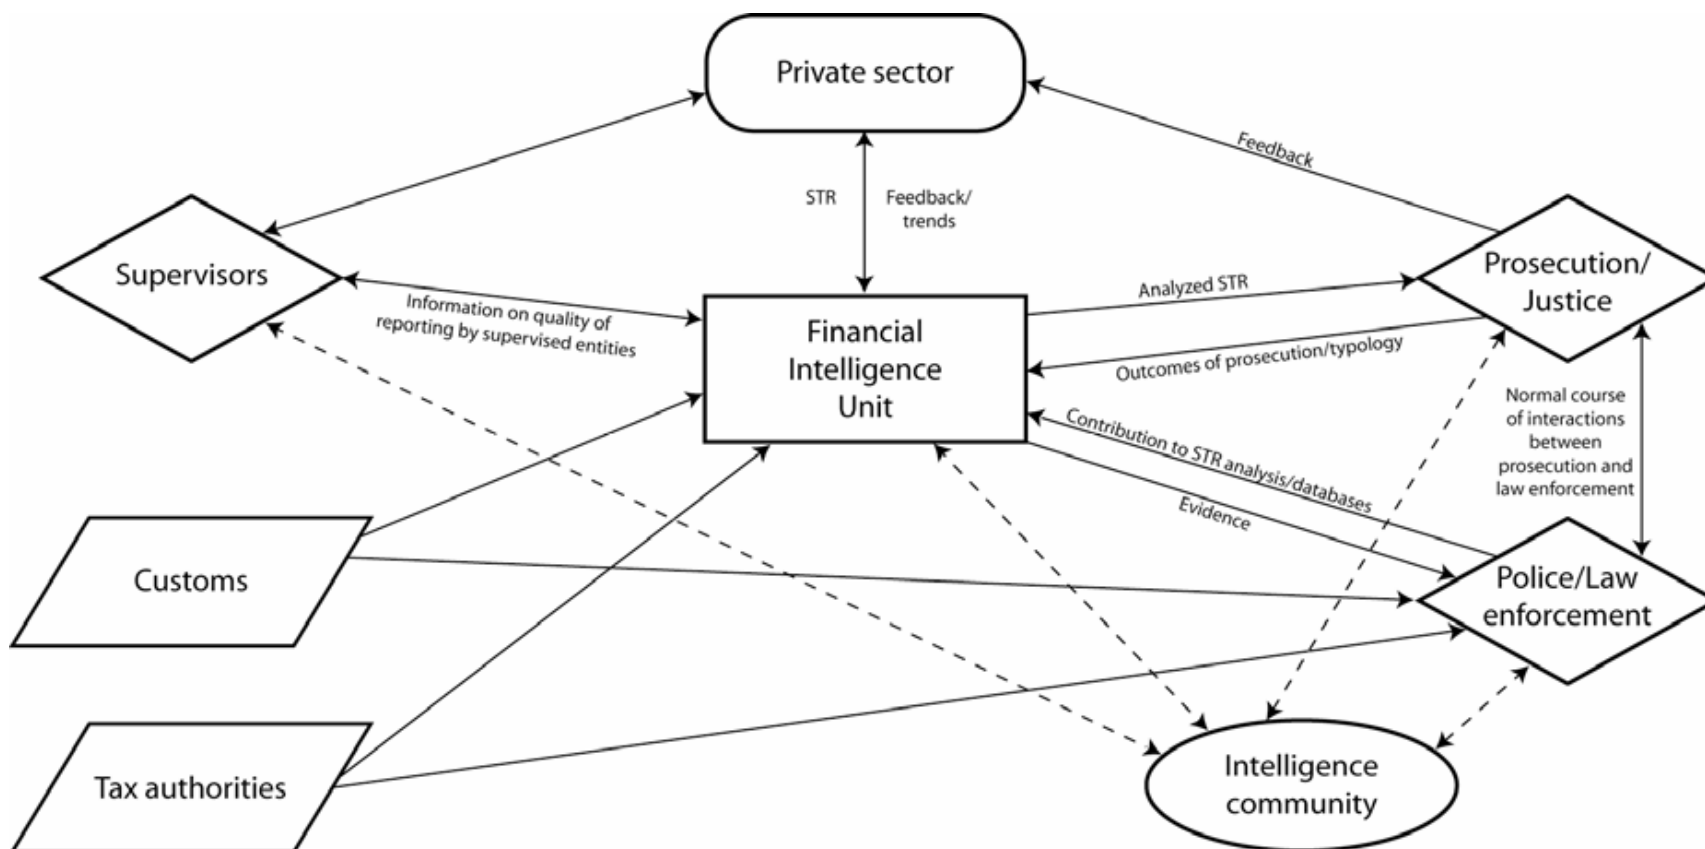 Private sector
Feedback
STR
Feedback/
trends
Supervisors
Prosecution/
Justice
Analyzed STR
Information on quality of
reporting by supervised entities
Financial
Intelligence
Unit
Outcomes of prosecution/typology
Normal course
of interactions
between
prosecution and
law enforcement
Contribution to STR analysis/databases
Evidence
Customs
Police/Law
enforcement
Tax authorities
Intelligence
community